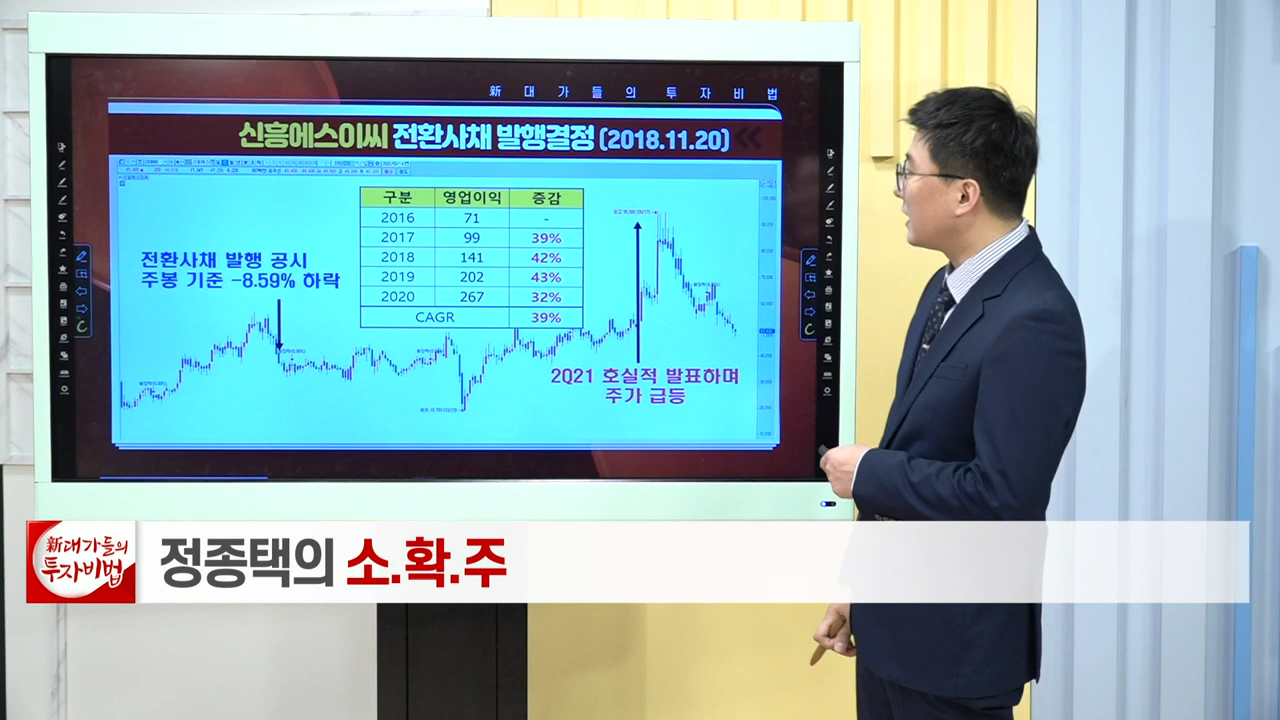 新 대 가 들 의 투 자 비 법
신흥에스이씨 전환사채 발행결정 (2018.11.20)
구분 영업이익 증감
2016 71 -
2017 99 39%
2018 141 42%
2019 202 43%
2020 267 32%
CAGR 39%
전환사채 발행 공시
주봉 기준 -8.59% 하락
2Q21 호실적 발표하며
주가 급등
新대가들의
투자비법
정종택의 소.확.주